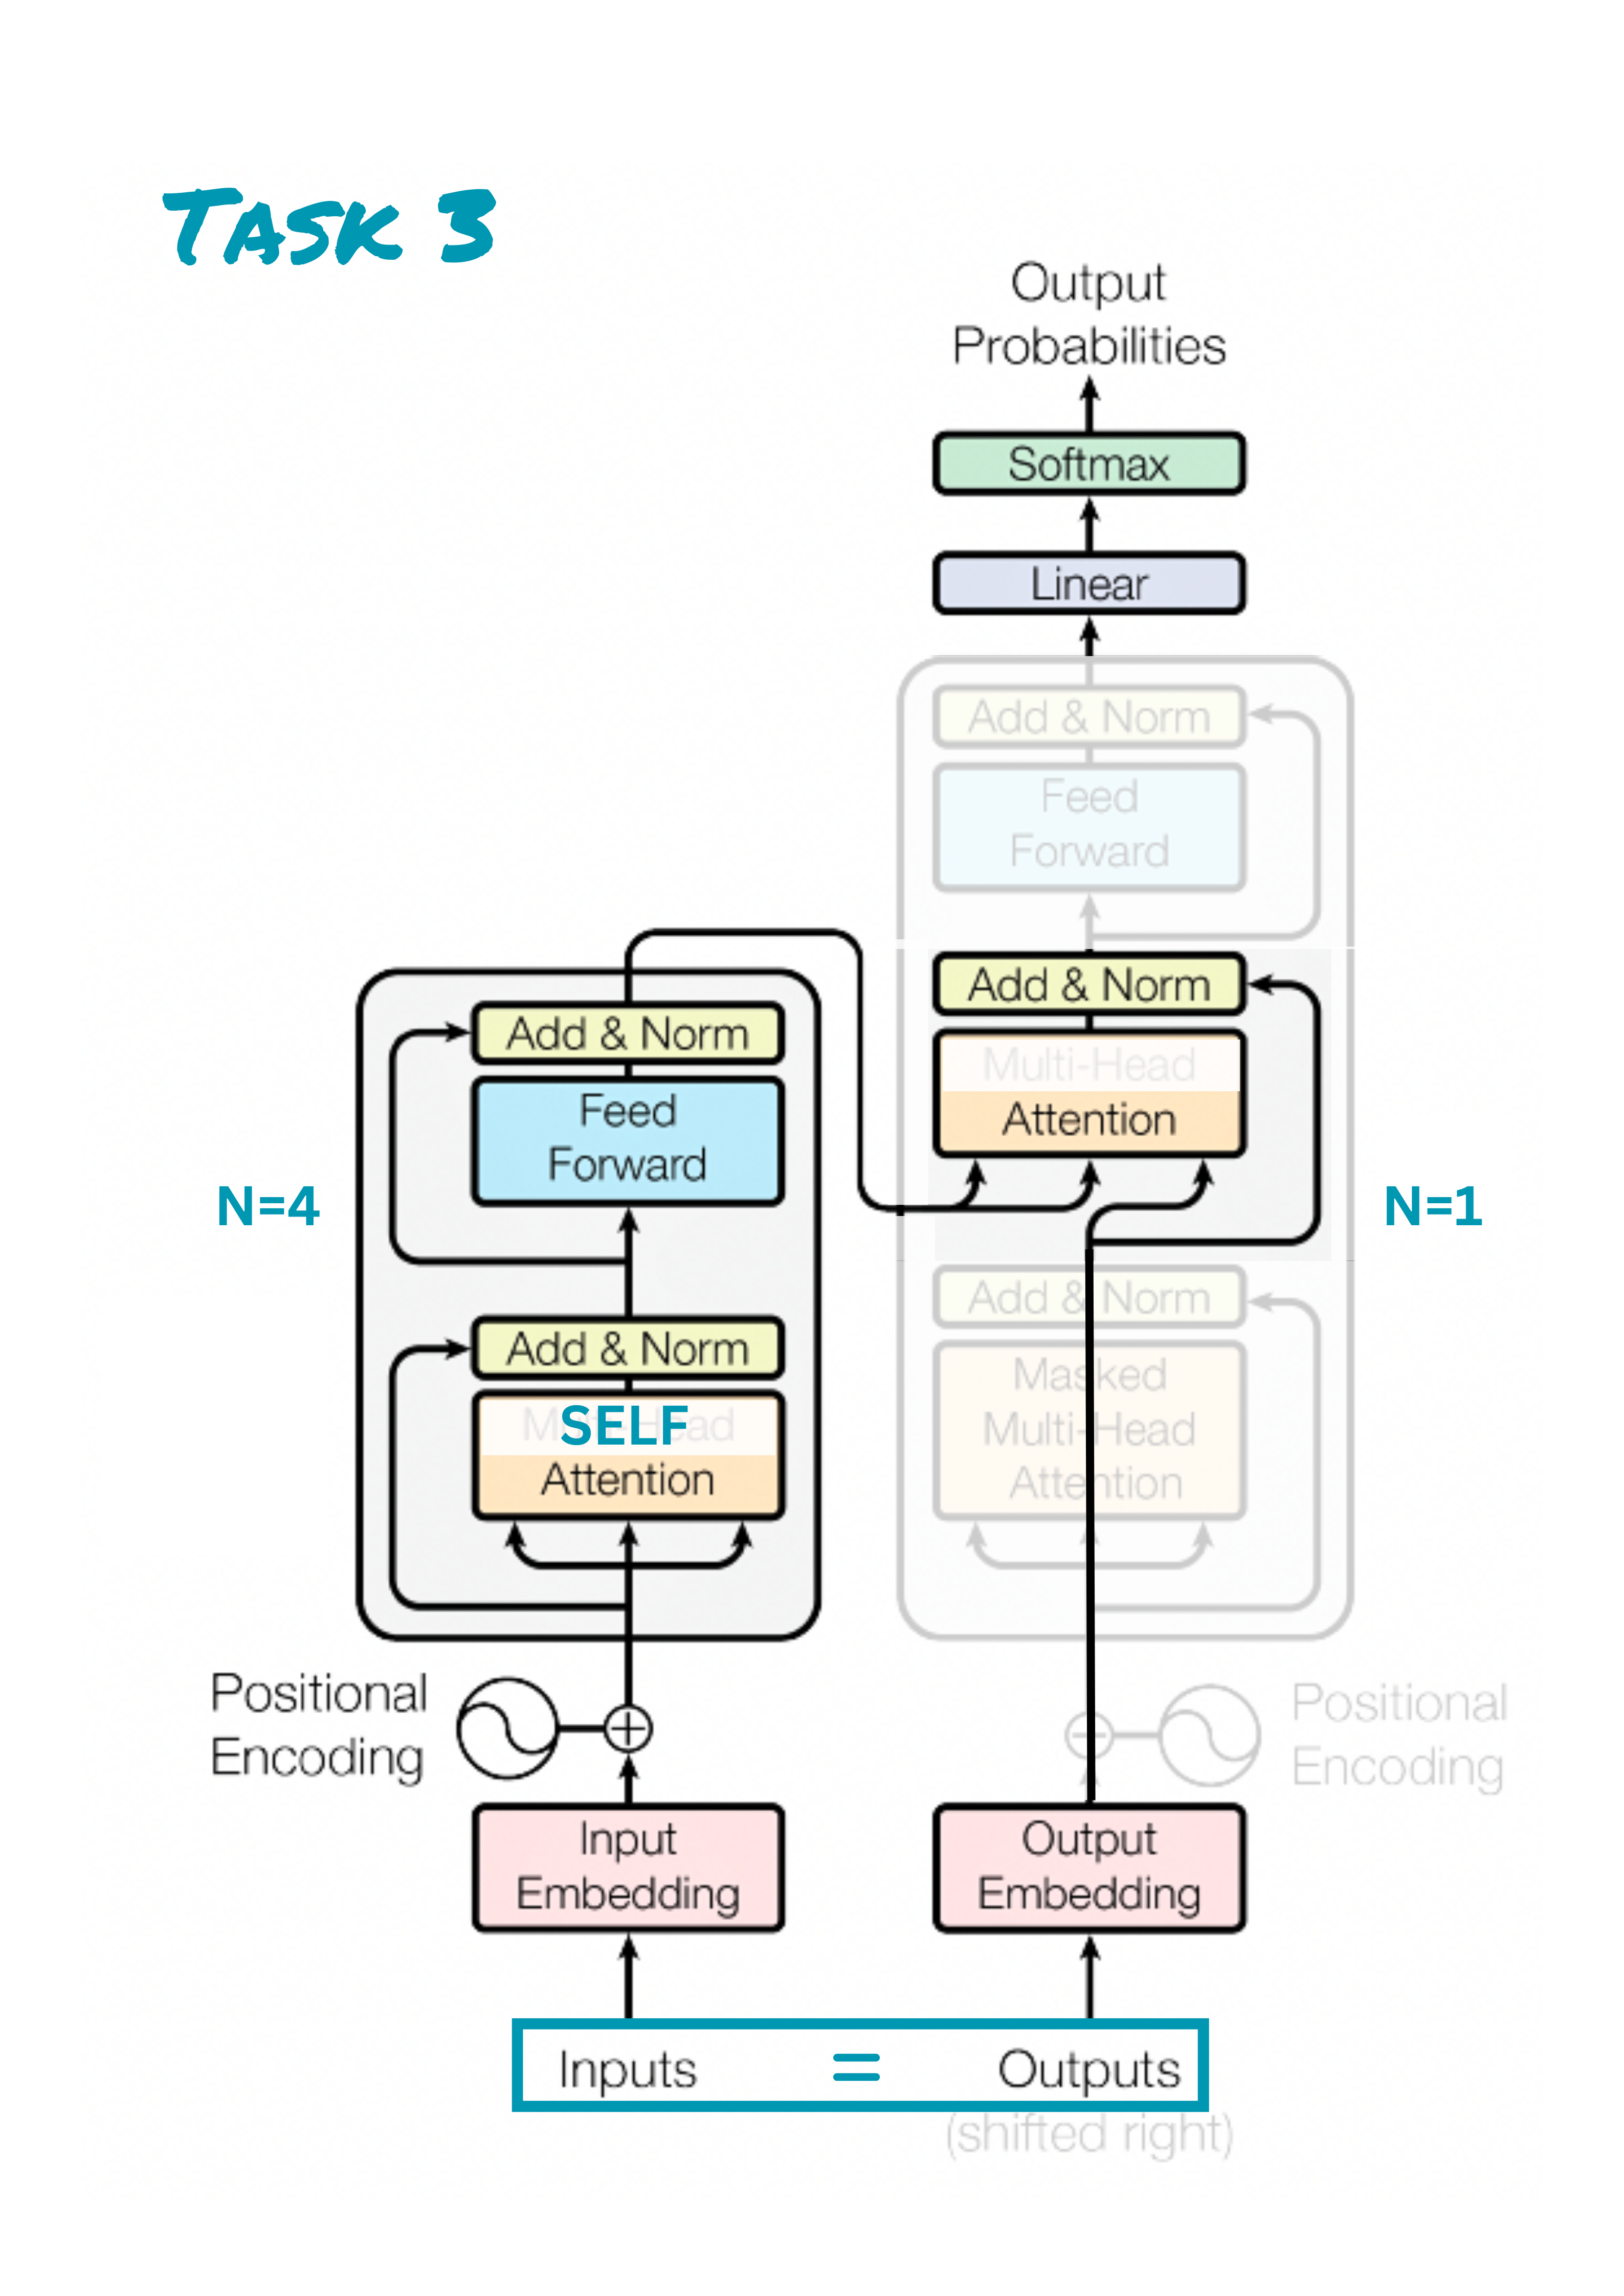 TASK 3
Output
Probabilities
Softmax
Linear
Add & Norm
Feed
Forward
Add & Norm
Multi-Head
Attention
N=1
Add & Norm
Masked
Multi-Head
Attention
Positional
Encoding
Output
Embedding
Add & Norm
Feed
Forward
N=4
Add & Norm
Multi-Head
SELF
Attention
Positional
Encoding
Input
Embedding
Inputs = Outputs
(shifted right)